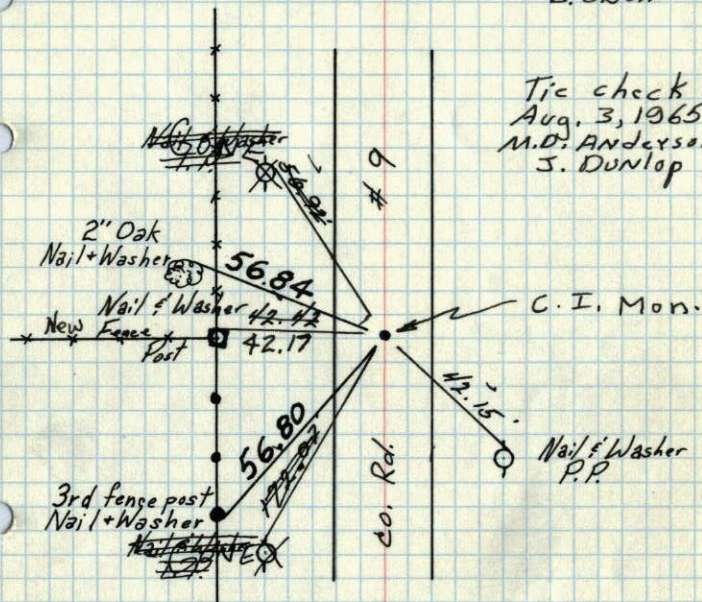 Tie check
Aug. 3, 1965
M.D. Anderso
J. Dunlop
# 9
56.92
2" Oak
Nail + Washer
56.84
Nail & Washer
42.42
New Fence Post
42.17
C. I. Mon.
42.15
Nail & Washer
P.P.
56.80
3rd fence post
Nail + Washer
Co. Rd.